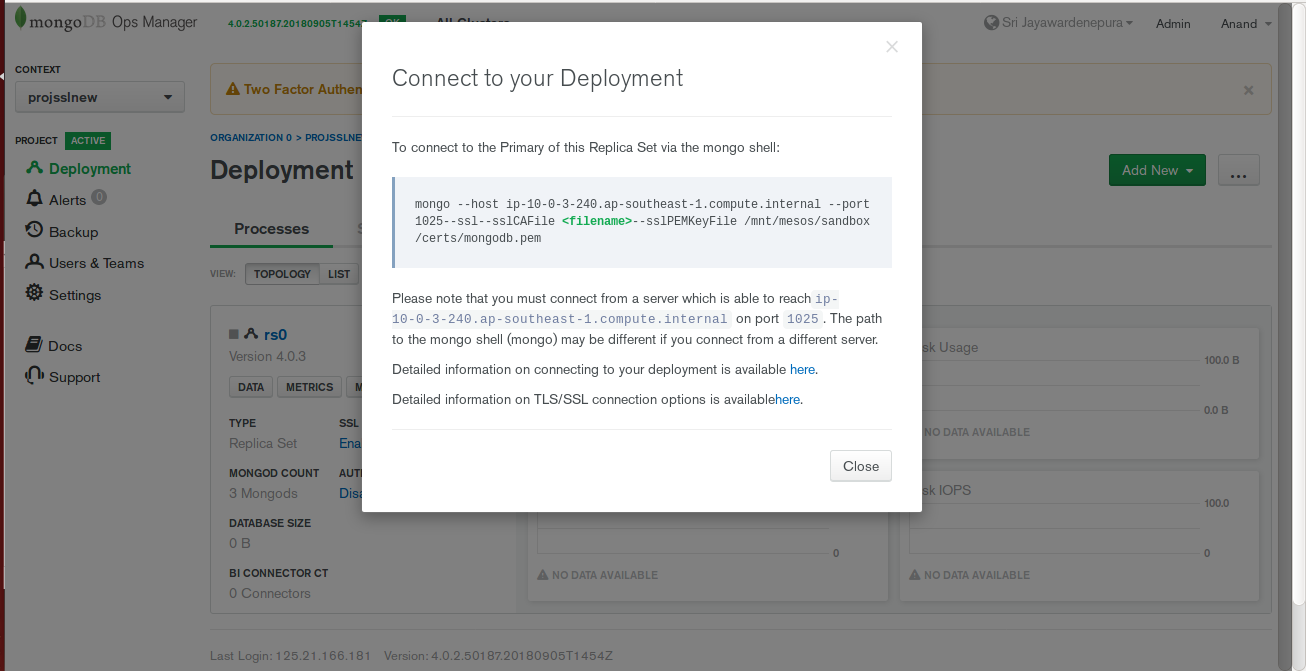 mongoDB Ops Manager
4.0.2.50187.20180905T1454Z
OK
All Clusters
Sri Jayawardenepura
Admin
Anand
CONTEXT
projsslnew
PROJECT ACTIVE
Deployment
Alerts 0
Backup
Users & Teams
Settings
Docs
Support
Two Factor Authen
×
ORGANIZATION 0 > PROJSSLNE
Deployment
Add New
...
Processes
VIEW: TOPOLOGY LIST
rs0
Version 4.0.3
DATA METRICS M
TYPE SSL
Replica Set Ena
MONGOD COUNT AUT
3 Mongods Disa
DATABASE SIZE
0 B
BI CONNECTOR CT
0 Connectors
×
Connect to your Deployment
To connect to the Primary of this Replica Set via the mongo shell:
mongo --host ip-10-0-3-240.ap-southeast-1.compute.internal --port
1025--ssl--sslCAFile <filename>--sslPEMKeyFile /mnt/mesos/sandbox
/certs/mongodb.pem
Please note that you must connect from a server which is able to reach ip-
10-0-3-240.ap-southeast-1.compute.internal on port 1025. The path
to the mongo shell (mongo) may be different if you connect from a different server.
Detailed information on connecting to your deployment is available here.
Detailed information on TLS/SSL connection options is availablehere.
Close
sk Usage
100.0 B
0.0 B
NO DATA AVAILABLE
sk IOPS
100.0
0
NO DATA AVAILABLE
0
NO DATA AVAILABLE
Last Login: 125.21.166.181 Version: 4.0.2.50187.20180905T1454Z